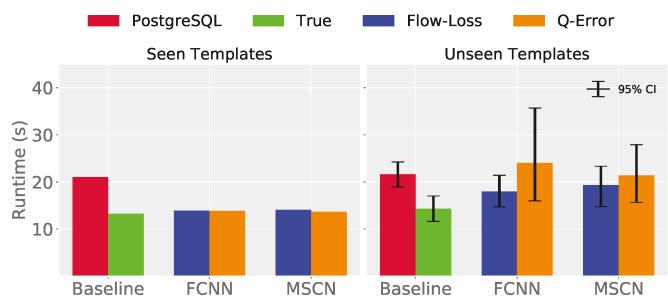 PostgreSQL True Flow-Loss Q-Error
Seen Templates Unseen Templates
40
30
20
10
Runtime (s)
95% CI
Baseline FCNN MSCN Baseline FCNN MSCN